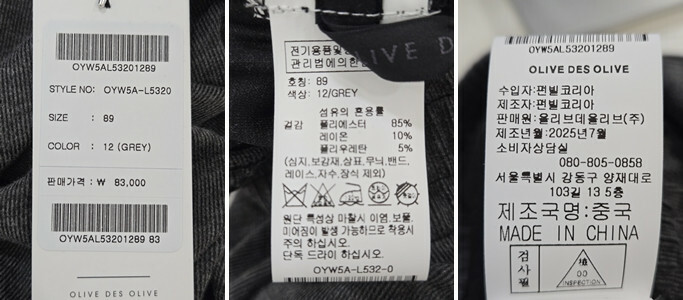 OYW5AL53201289
STYLE NO: OYW5A-L5320
SIZE : 89
COLOR : 12 (GREY)
판매가격 : ₩ 83,000
OYW5AL53201289 83
OLIVE DES OLIVE
전기용품및
관리법에의한
LIVE D
호칭: 89
색상: 12/GREY
섬유의 혼용률
겉감 폴리에스터 85%
레이온 10%
폴리우레탄 5%
(심지,보강재,상표,무늬,밴드,
레이스,자수,장식 제외)
원단 특성상 마찰시 이염,보풀,
미어짐이 발생 가능하므로 착용시
주의 하십시오.
단독 드라이 하십시오.
OYW5A-L532-0
OYW5AL53201289
OLIVE DES OLIVE
수입자:펀빌코리아
제조자:펀빌코리아
판매원:올리브데올리브(주)
제조년월:2025년7월
소비자상담실
080-805-0858
서울특별시 강동구 양재대로
103길 13 5층
제조국명:중국
MADE IN CHINA
검사필
검
00
INSPECTION